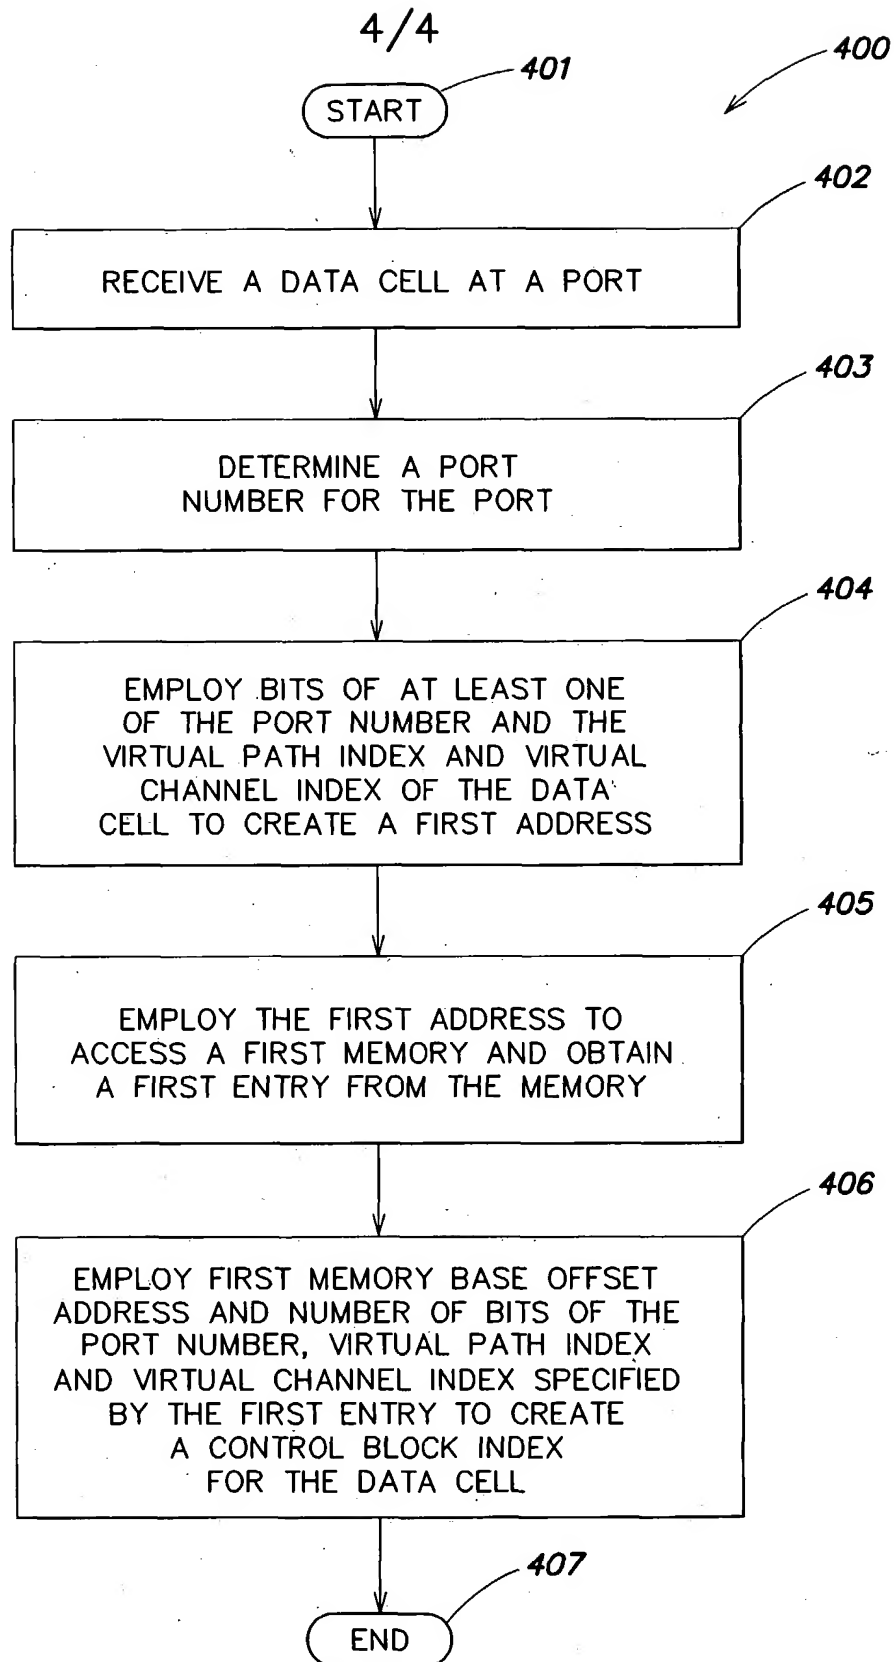 4/4
400
401
START
402
RECEIVE A DATA CELL AT A PORT
403
DETERMINE A PORT
NUMBER FOR THE PORT
404
EMPLOY BITS OF AT LEAST ONE
OF THE PORT NUMBER AND THE
VIRTUAL PATH INDEX AND VIRTUAL
CHANNEL INDEX OF THE DATA
CELL TO CREATE A FIRST ADDRESS
405
EMPLOY THE FIRST ADDRESS TO
ACCESS A FIRST MEMORY AND OBTAIN
A FIRST ENTRY FROM THE MEMORY
406
EMPLOY FIRST MEMORY BASE OFFSET
ADDRESS AND NUMBER OF BITS OF THE
PORT NUMBER, VIRTUAL PATH INDEX
AND VIRTUAL CHANNEL INDEX SPECIFIED
BY THE FIRST ENTRY TO CREATE
A CONTROL BLOCK INDEX
FOR THE DATA CELL
407
END